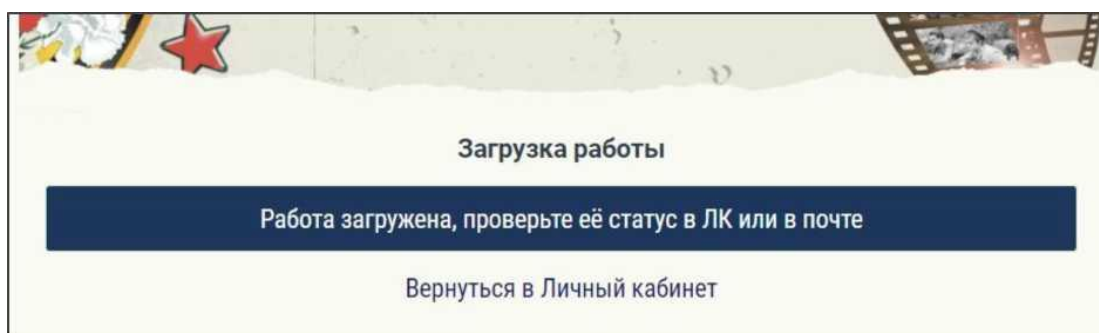 Загрузка работы
Работа загружена, проверьте её статус в ЛК или в почте
Вернуться в Личный кабинет